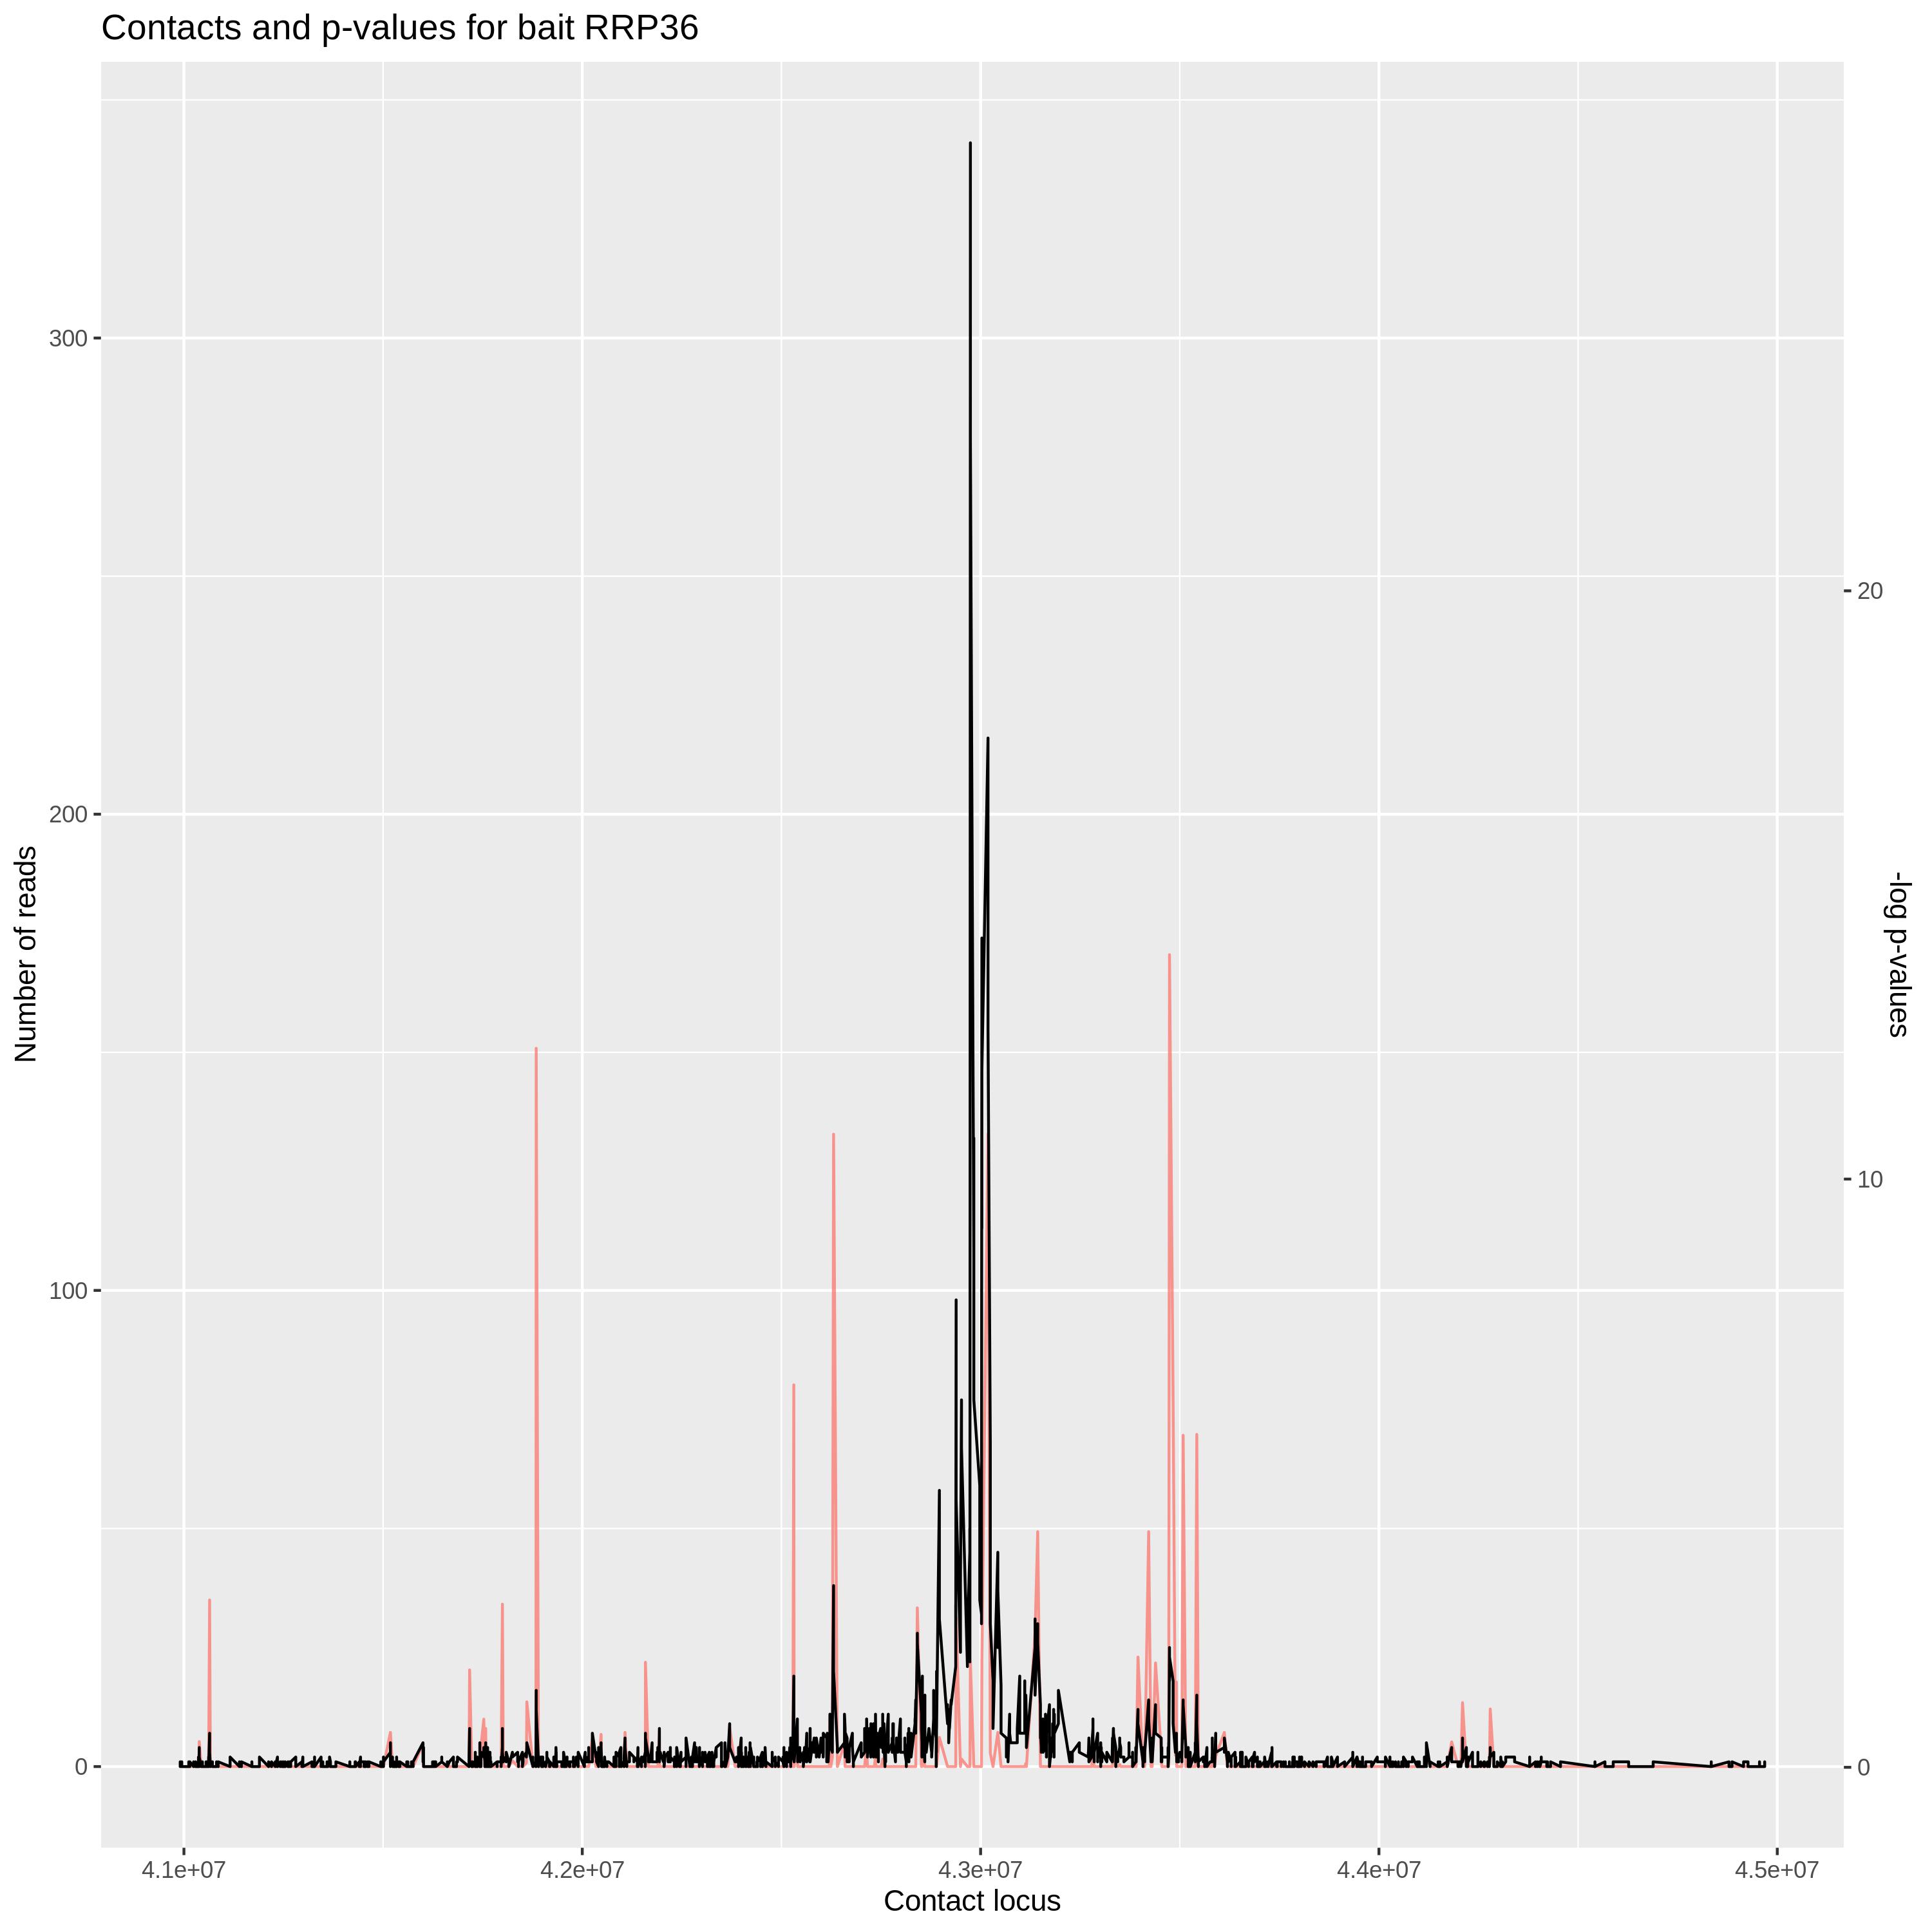 Contacts and p-values for bait RRP36
300
200
100
0
Number of reads
20
10
0
-log p-values
4.1e+07
4.2e+07
4.3e+07
4.4e+07
4.5e+07
Contact locus